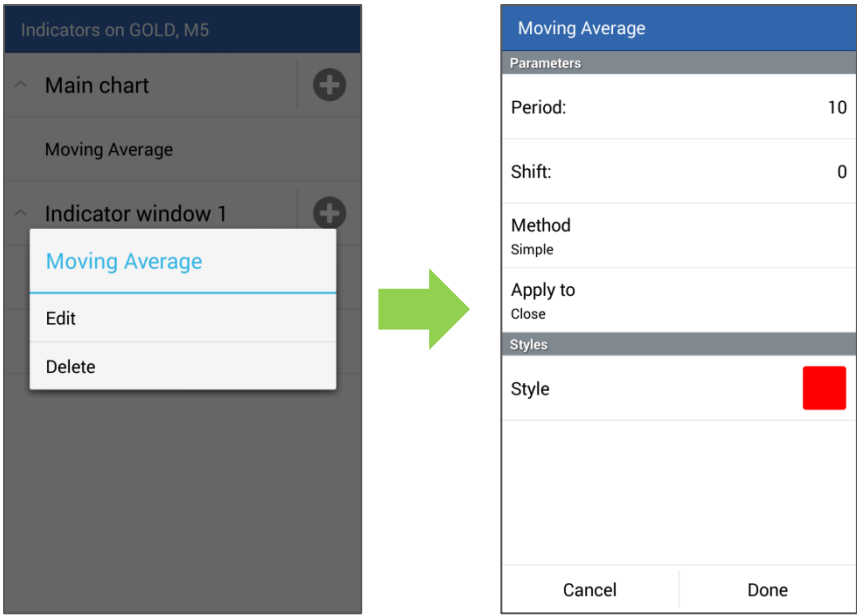 Indicators on GOLD, M5
Main chart
Moving Average
Indicator window 1
Moving Average
Edit
Delete
Moving Average
Parameters
Period: 10
Shift: 0
Method
Simple
Apply to
Close
Styles
Style
Cancel Done